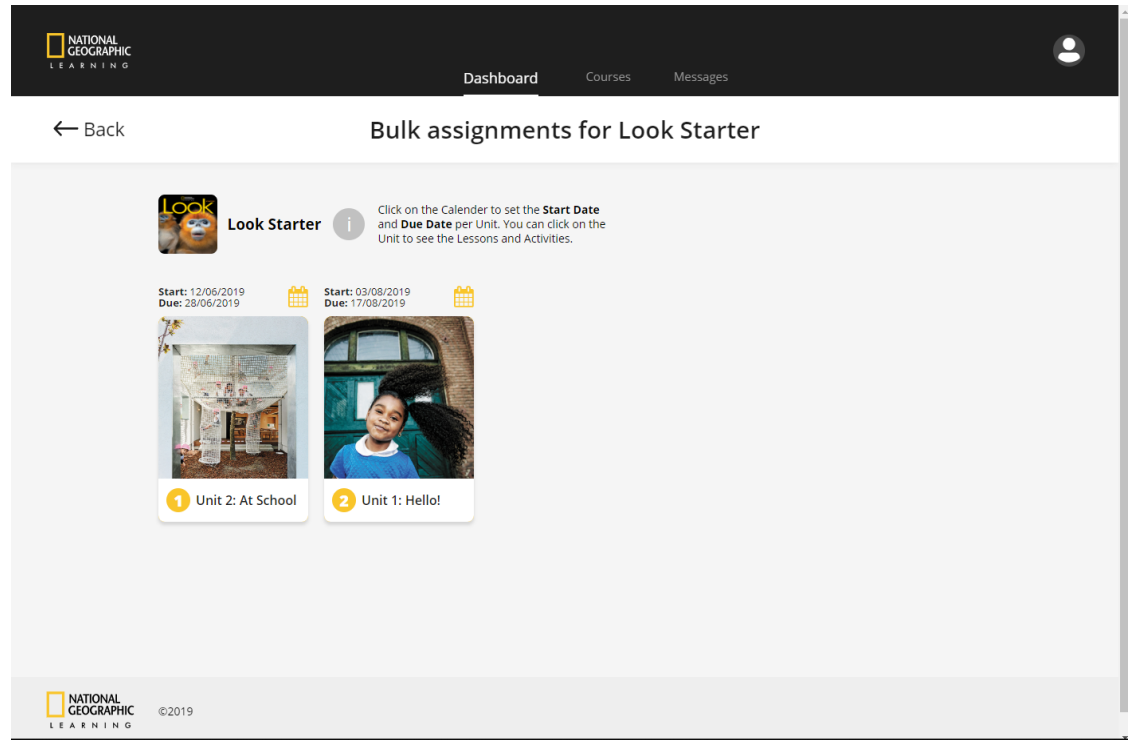 NATIONAL
GEOGRAPHIC
LEARNING
Dashboard Courses Messages
← Back
Bulk assignments for Look Starter
Look
Look Starter
i
Click on the Calender to set the Start Date
and Due Date per Unit. You can click on the
Unit to see the Lessons and Activities.
Start: 12/06/2019
Due: 28/06/2019
Start: 03/08/2019
Due: 17/08/2019
1 Unit 2: At School
2 Unit 1: Hello!
NATIONAL
GEOGRAPHIC
LEARNING
©2019